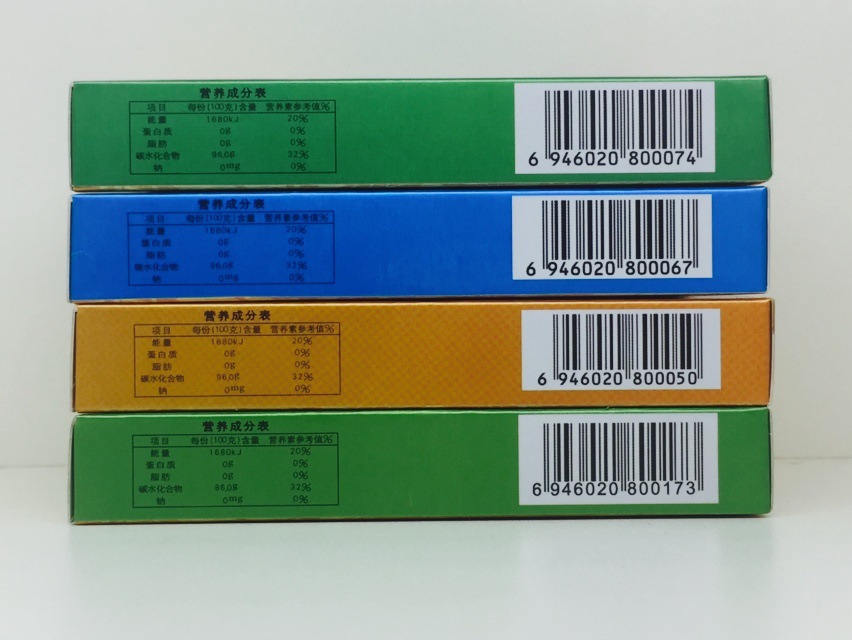 营养成分表
项目 每份(100克)含量 营养素参考值%
能量 1680kJ 20%
蛋白质 0g 0%
脂肪 0g 0%
碳水化合物 96.0g 32%
钠 0mg 0%
6 946020 800074
营养成分表
项目 每份(100克)含量 营养素参考值%
能量 1680kJ 20%
蛋白质 0g 0%
脂肪 0g 0%
碳水化合物 96.0g 32%
钠 0mg 0%
6 946020 800067
营养成分表
项目 每份(100克)含量 营养素参考值%
能量 1680kJ 20%
蛋白质 0g 0%
脂肪 0g 0%
碳水化合物 96.0g 32%
钠 0mg 0%
6 946020 800050
营养成分表
项目 每份(100克)含量 营养素参考值%
能量 1680kJ 20%
蛋白质 0g 0%
脂肪 0g 0%
碳水化合物 96.0g 32%
钠 0mg 0%
6 946020 800173